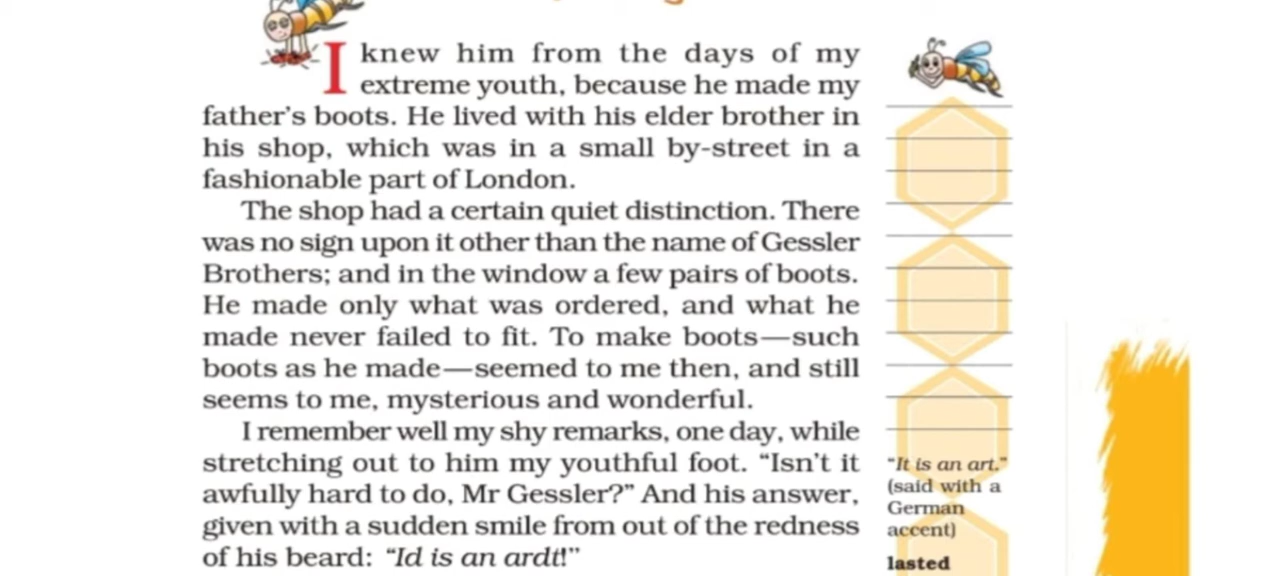 I knew him from the days of my
extreme youth, because he made my
father’s boots. He lived with his elder brother in
his shop, which was in a small by-street in a
fashionable part of London.
The shop had a certain quiet distinction. There
was no sign upon it other than the name of Gessler
Brothers; and in the window a few pairs of boots.
He made only what was ordered, and what he
made never failed to fit. To make boots—such
boots as he made—seemed to me then, and still
seems to me, mysterious and wonderful.
I remember well my shy remarks, one day, while
stretching out to him my youthful foot. “Isn’t it
awfully hard to do, Mr Gessler?” And his answer,
given with a sudden smile from out of the redness
of his beard: “Id is an ardt!”
“It is an art.”
(said with a
German
accent)
lasted